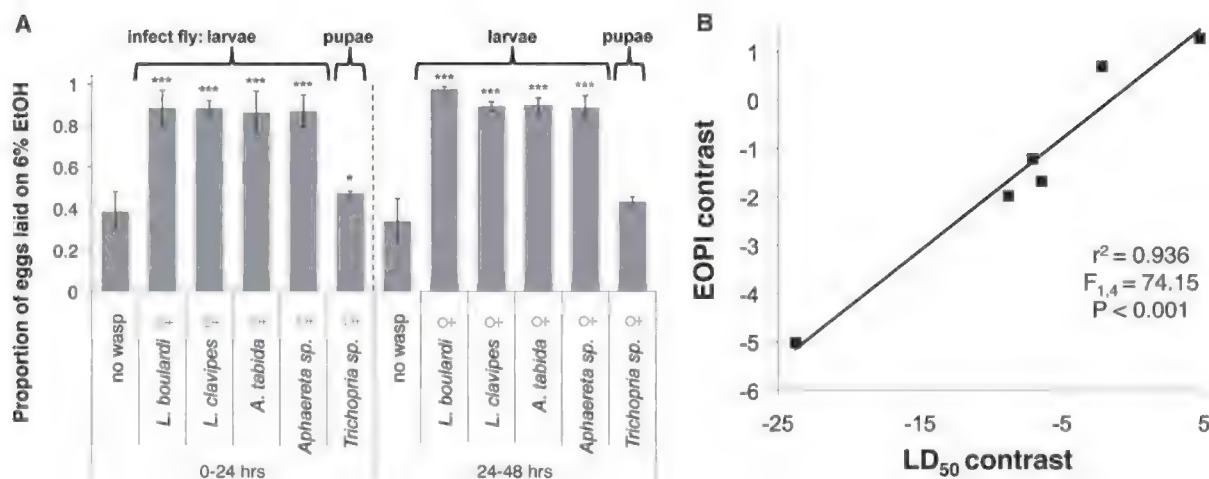 A
infect fly: larvae
pupae
larvae
pupae
*** *** *** *** *
*** *** *** ***
Proportion of eggs laid on 6% EtOH
1
0.8
0.6
0.4
0.2
0
no wasp
L. boulardi ♀
L. clavipes ♀
A. tabida ♀
Aphaereta sp. ♀
Trichopria sp. ♀
no wasp
L. boulardi ♀
L. clavipes ♀
A. tabida ♀
Aphaereta sp. ♀
Trichopria sp. ♀
0-24 hrs
24-48 hrs
B
EOPI contrast
1
0
-1
-2
-3
-4
-5
-6
r² = 0.936
F1,4 = 74.15
P < 0.001
-25
-15
-5
5
LD50 contrast